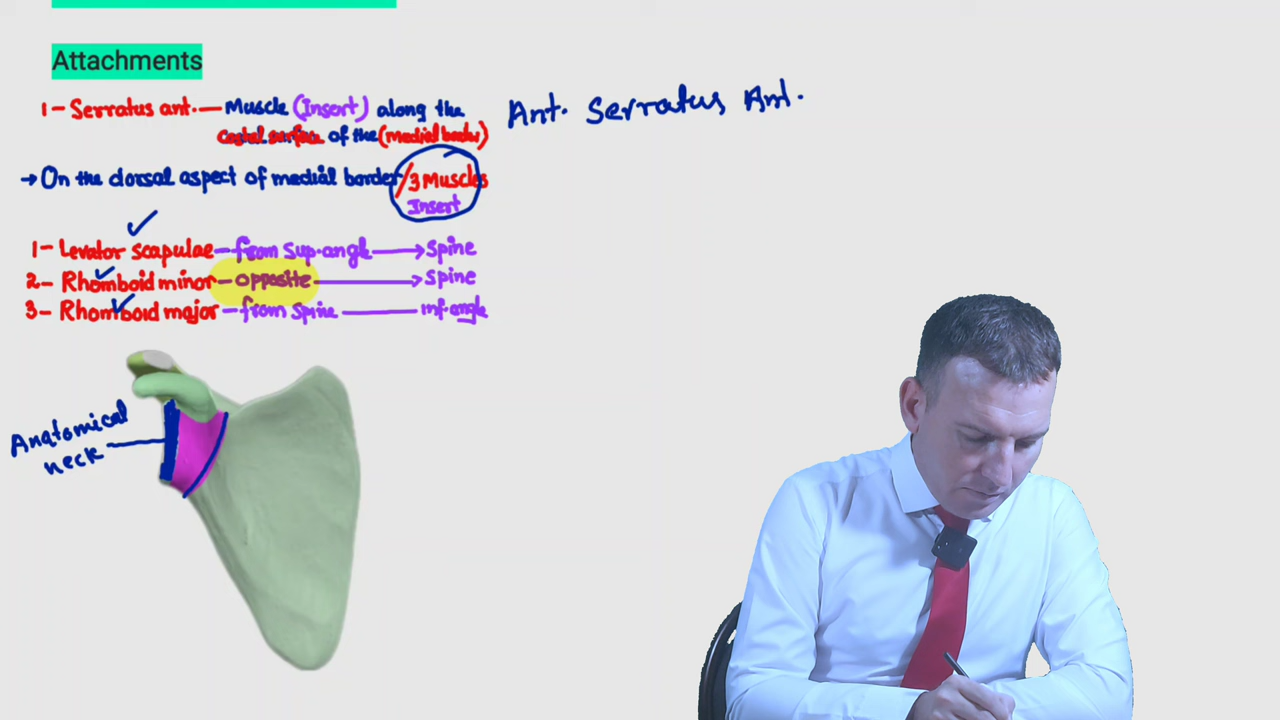 Attachments
1- Serratus ant. — Muscle (Insert) along the
Costal surface of the (medial border)
Ant. Serratus Ant.
→ On the dorsal aspect of medial border / 3 Muscles
Insert
1- Levator scapulae - from sup. angle → Spine
2- Rhomboid minor - opposite → Spine
3- Rhomboid major - from Spine — inf. angle
Anatomical
neck